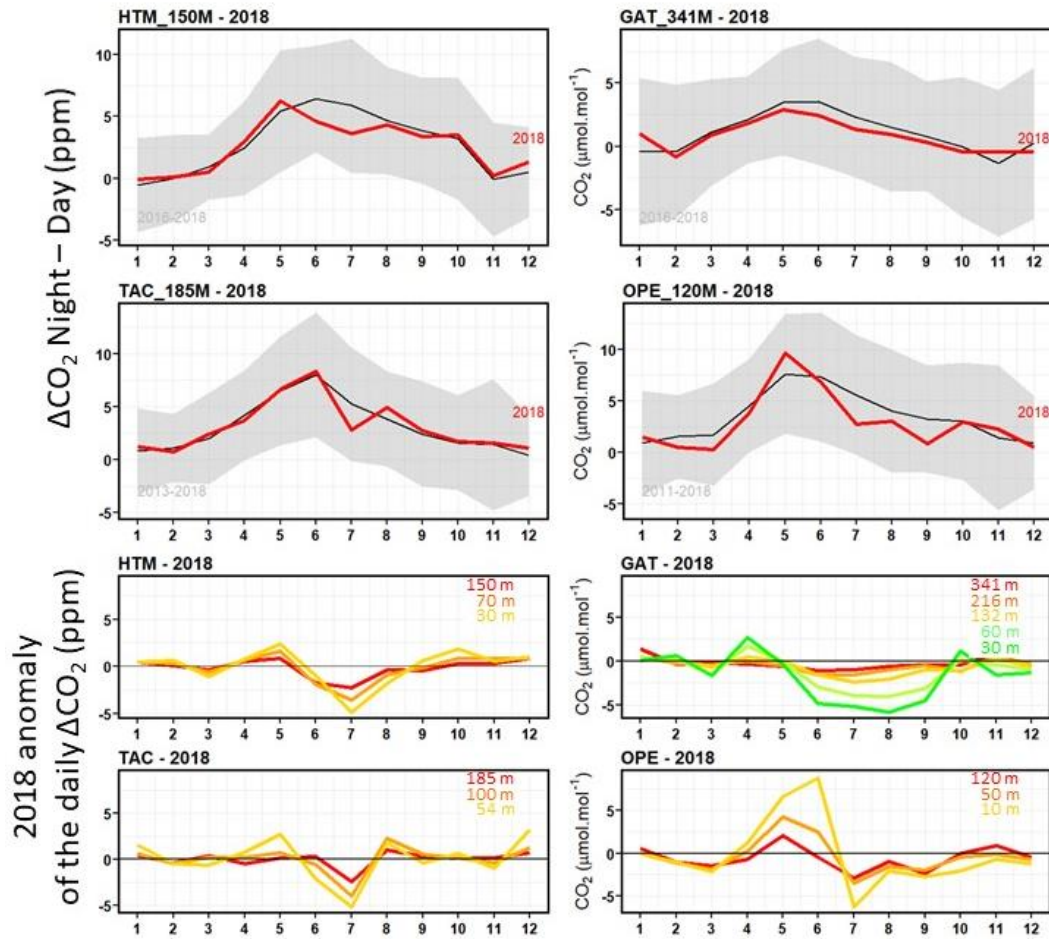 ΔCO₂ Night – Day (ppm)
HTM_150M - 2018
10
5
0
-5
2018
2016-2018
1 2 3 4 5 6 7 8 9 10 11 12
GAT_341M - 2018
CO₂ (μmol.mol⁻¹)
5
0
-5
2018
2016-2018
1 2 3 4 5 6 7 8 9 10 11 12
TAC_185M - 2018
10
5
0
-5
2018
2013-2018
1 2 3 4 5 6 7 8 9 10 11 12
OPE_120M - 2018
CO₂ (μmol.mol⁻¹)
10
5
0
-5
2018
2011-2018
1 2 3 4 5 6 7 8 9 10 11 12
2018 anomaly
of the daily ΔCO₂ (ppm)
HTM - 2018
5
0
-5
150 m
70 m
30 m
1 2 3 4 5 6 7 8 9 10 11 12
GAT - 2018
CO₂ (μmol.mol⁻¹)
5
0
-5
341 m
216 m
132 m
60 m
30 m
1 2 3 4 5 6 7 8 9 10 11 12
TAC - 2018
5
0
-5
185 m
100 m
54 m
1 2 3 4 5 6 7 8 9 10 11 12
OPE - 2018
CO₂ (μmol.mol⁻¹)
5
0
-5
120 m
50 m
10 m
1 2 3 4 5 6 7 8 9 10 11 12